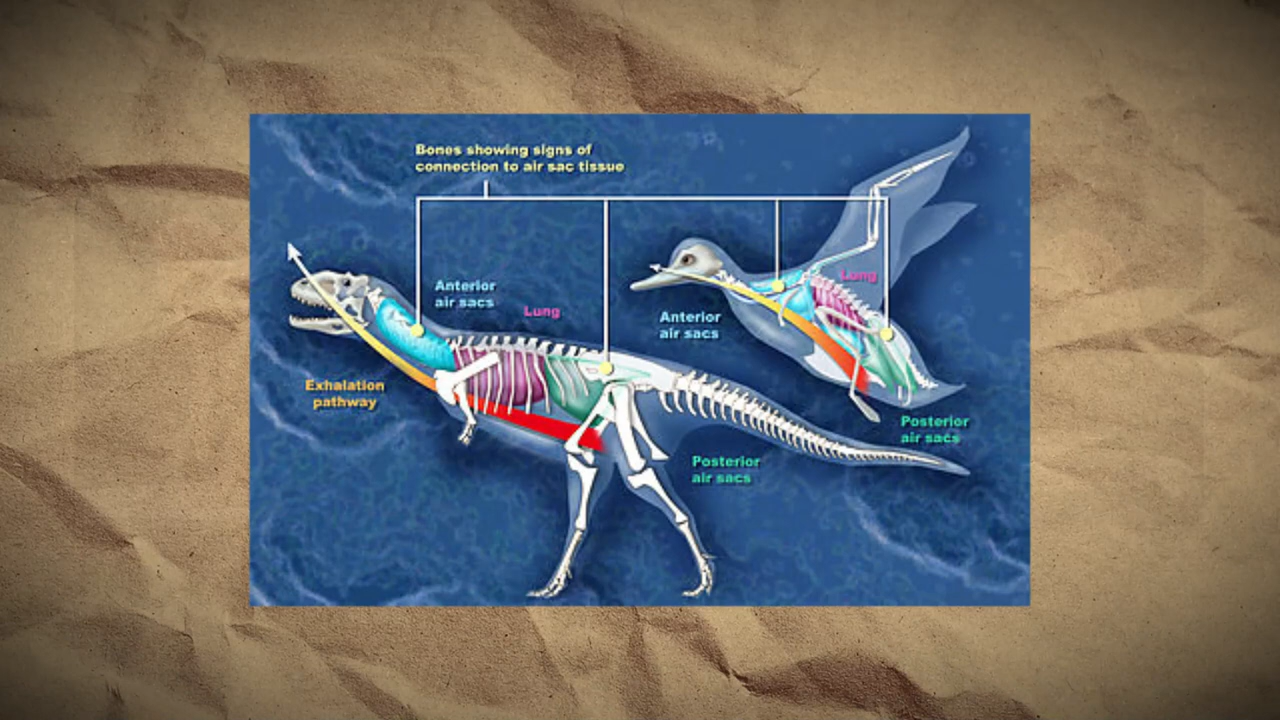 Bones showing signs of
connection to air sac tissue
Anterior
air sacs
Lung
Exhalation
pathway
Posterior
air sacs
Lung
Anterior
air sacs
Posterior
air sacs